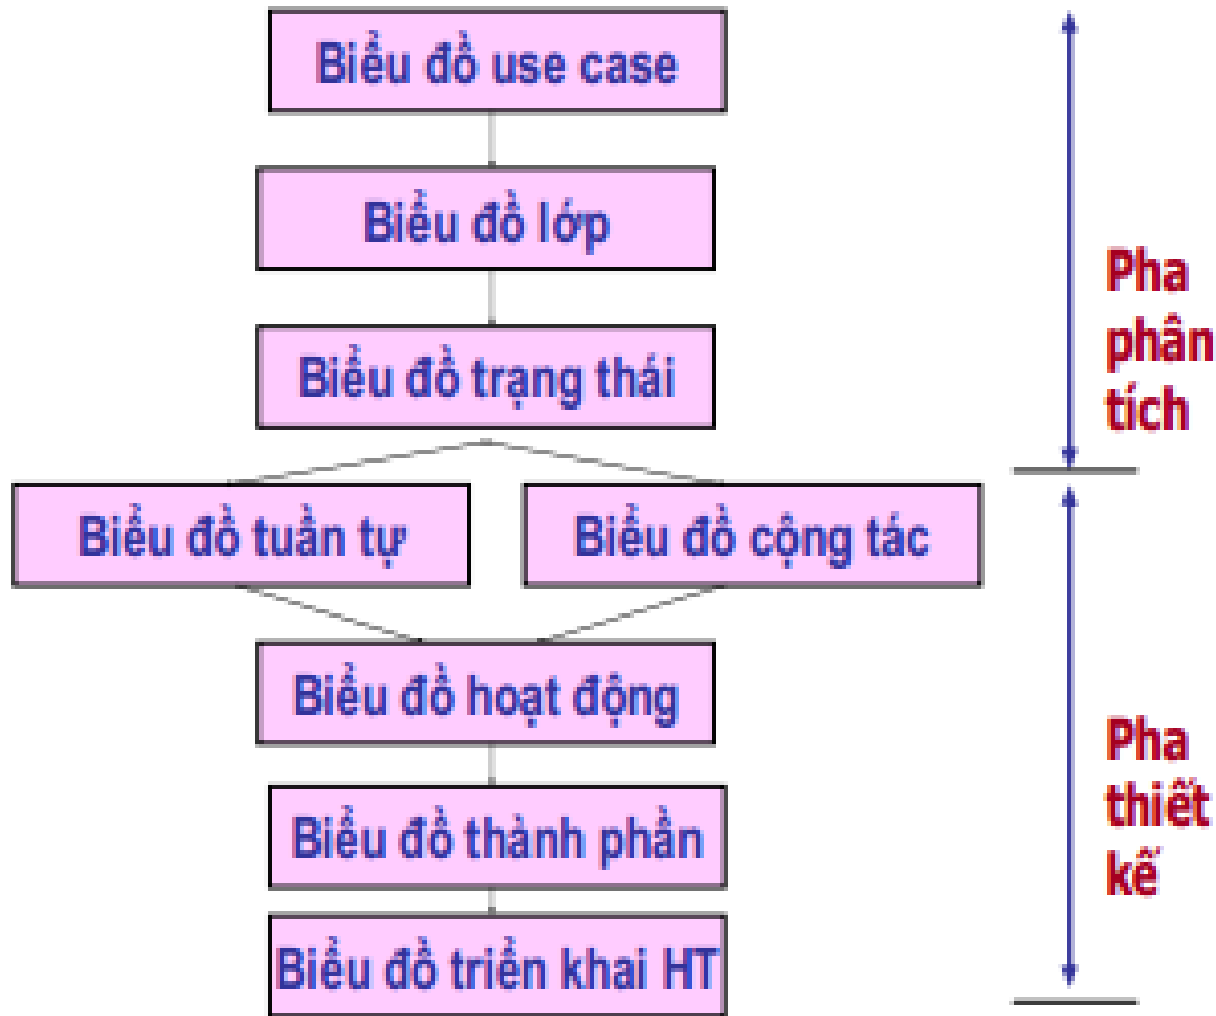 Biểu đồ use case
Biểu đồ lớp
Biểu đồ trạng thái
Pha
phân
tích
Biểu đồ tuần tự
Biểu đồ cộng tác
Biểu đồ hoạt động
Biểu đồ thành phần
Biểu đồ triển khai HT
Pha
thiết
kế